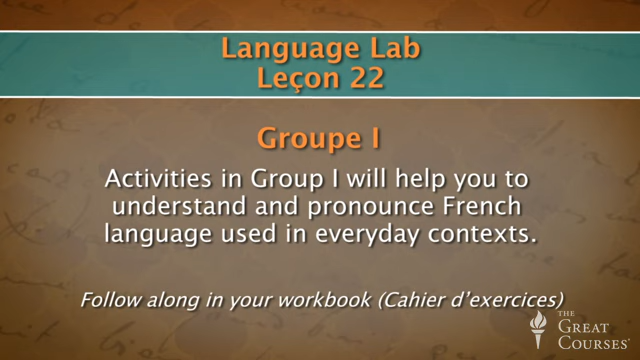 Language Lab
Leçon 22
Groupe I
Activities in Group I will help you to
understand and pronounce French
language used in everyday contexts.
Follow along in your workbook (Cahier d'exercices)
THE
GREAT
COURSES®